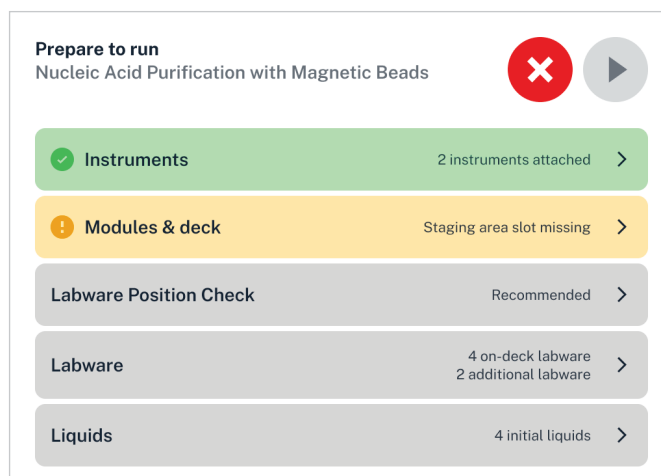 Prepare to run
Nucleic Acid Purification with Magnetic Beads
Instruments
2 instruments attached
Modules & deck
Staging area slot missing
Labware Position Check
Recommended
Labware
4 on-deck labware
2 additional labware
Liquids
4 initial liquids